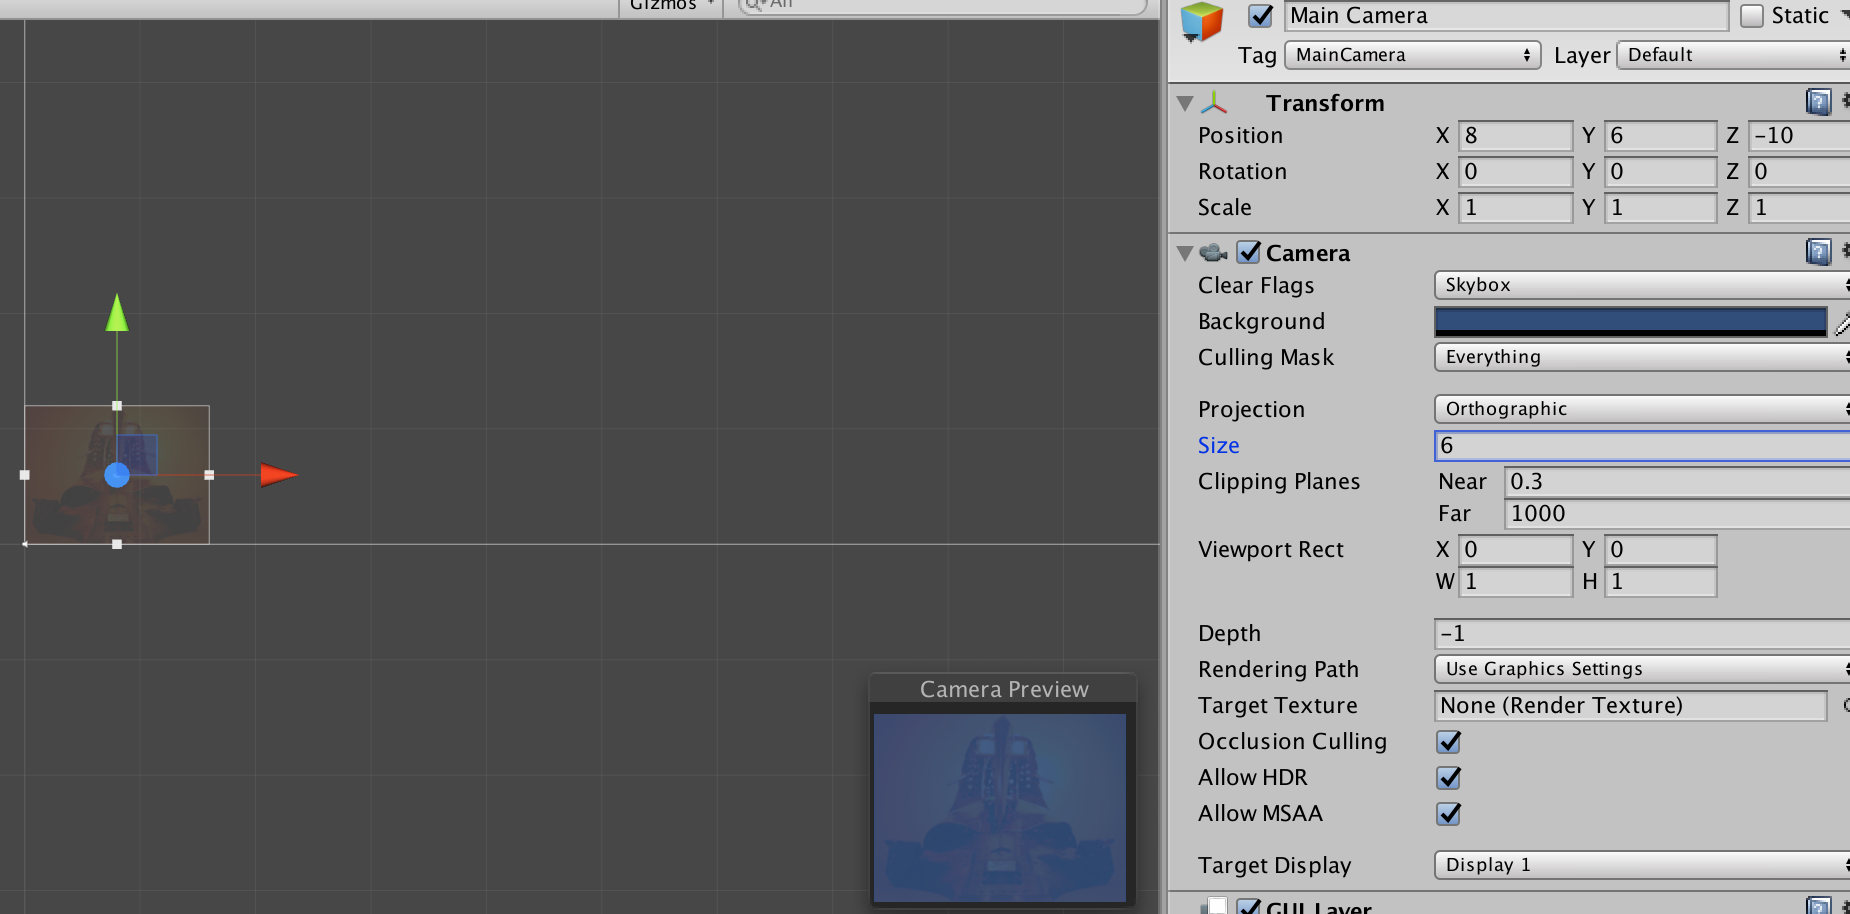 Gizmos
All
Main Camera
Static
Tag MainCamera Layer Default
Transform
Position X 8 Y 6 Z -10
Rotation X 0 Y 0 Z 0
Scale X 1 Y 1 Z 1
Camera
Clear Flags Skybox
Background
Culling Mask Everything
Projection Orthographic
Size 6
Clipping Planes Near 0.3
Far 1000
Viewport Rect X 0 Y 0
W 1 H 1
Depth -1
Rendering Path Use Graphics Settings
Target Texture None (Render Texture)
Occlusion Culling
Allow HDR
Allow MSAA
Target Display Display 1
GUI Layer
Camera Preview